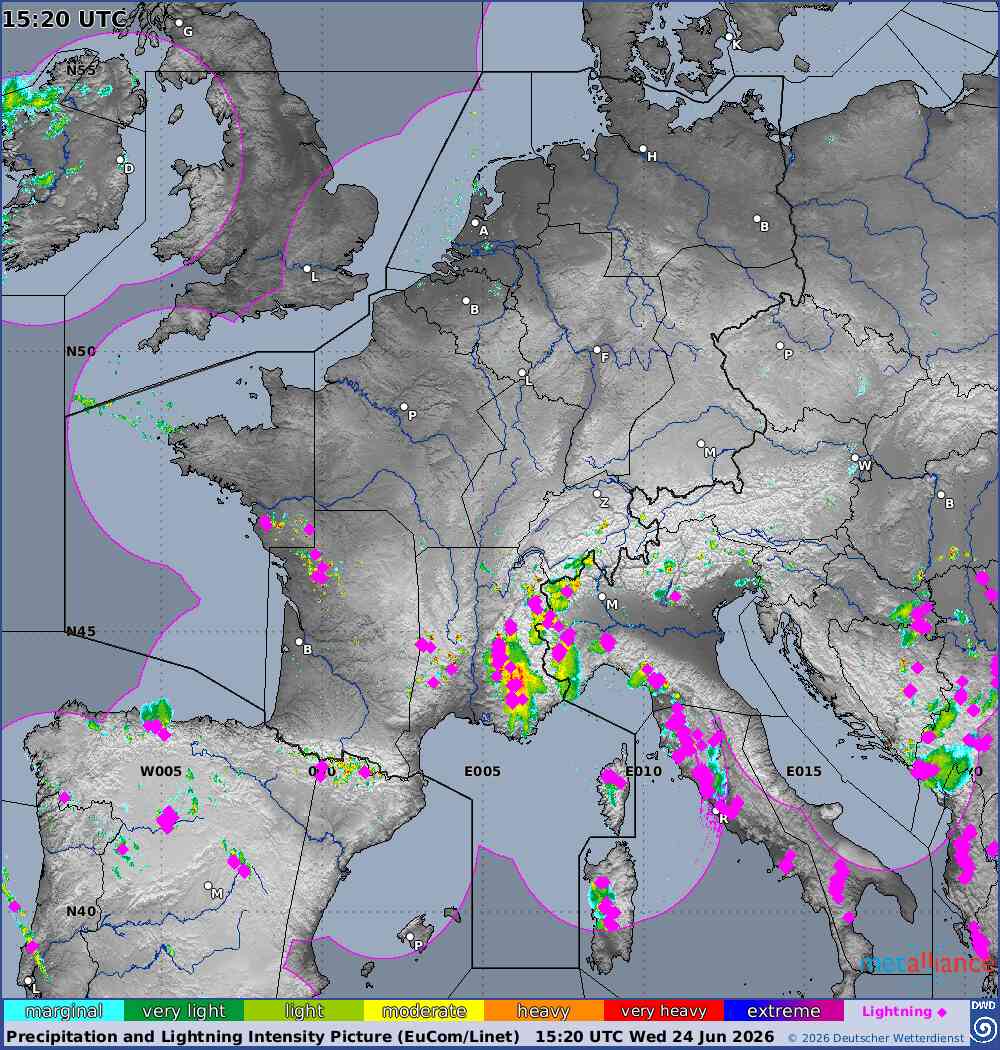 15:20 UTC
G
K
N55
D
H
A
B
L
B
N50
F
P
L
P
M
W
Z
B
M
N45
B
W005
0 0
E005
E010
E015
0
R
M
N40
P
L
metalliance
marginal very light light moderate heavy very heavy extreme Lightning
DWD
Precipitation and Lightning Intensity Picture (EuCom/Linet) 15:20 UTC Wed 24 Jun 2026 © 2026 Deutscher Wetterdienst